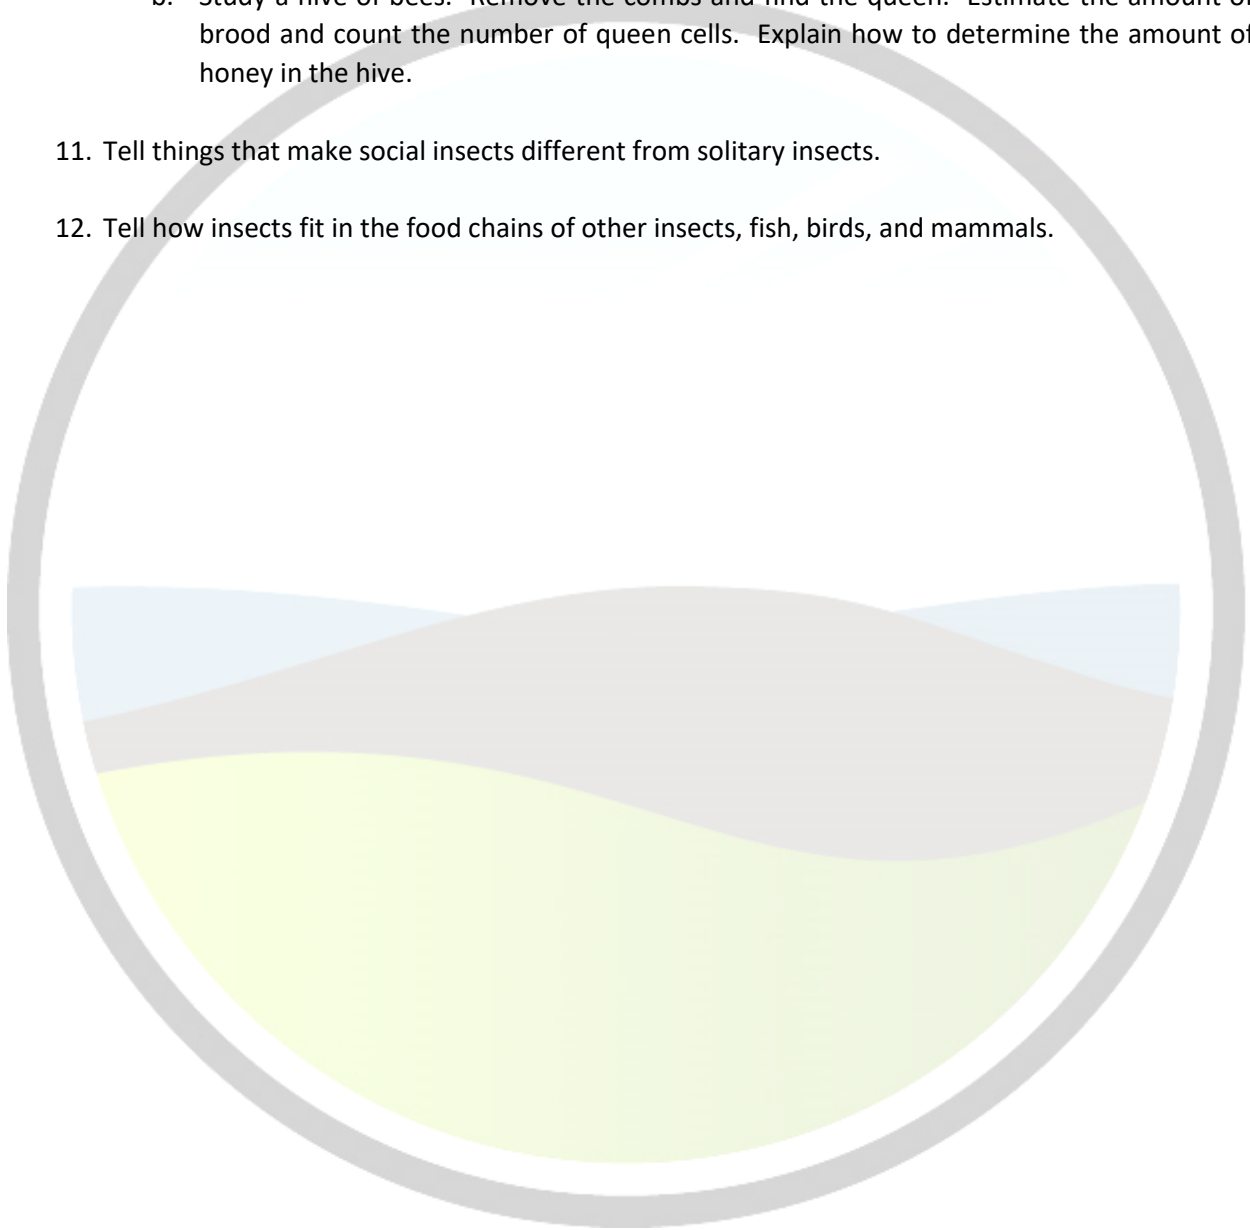 b. Study a hive of bees. Remove the combs and find the queen. Estimate the amount of
brood and count the number of queen cells. Explain how to determine the amount of
honey in the hive.
11. Tell things that make social insects different from solitary insects.
12. Tell how insects fit in the food chains of other insects, fish, birds, and mammals.